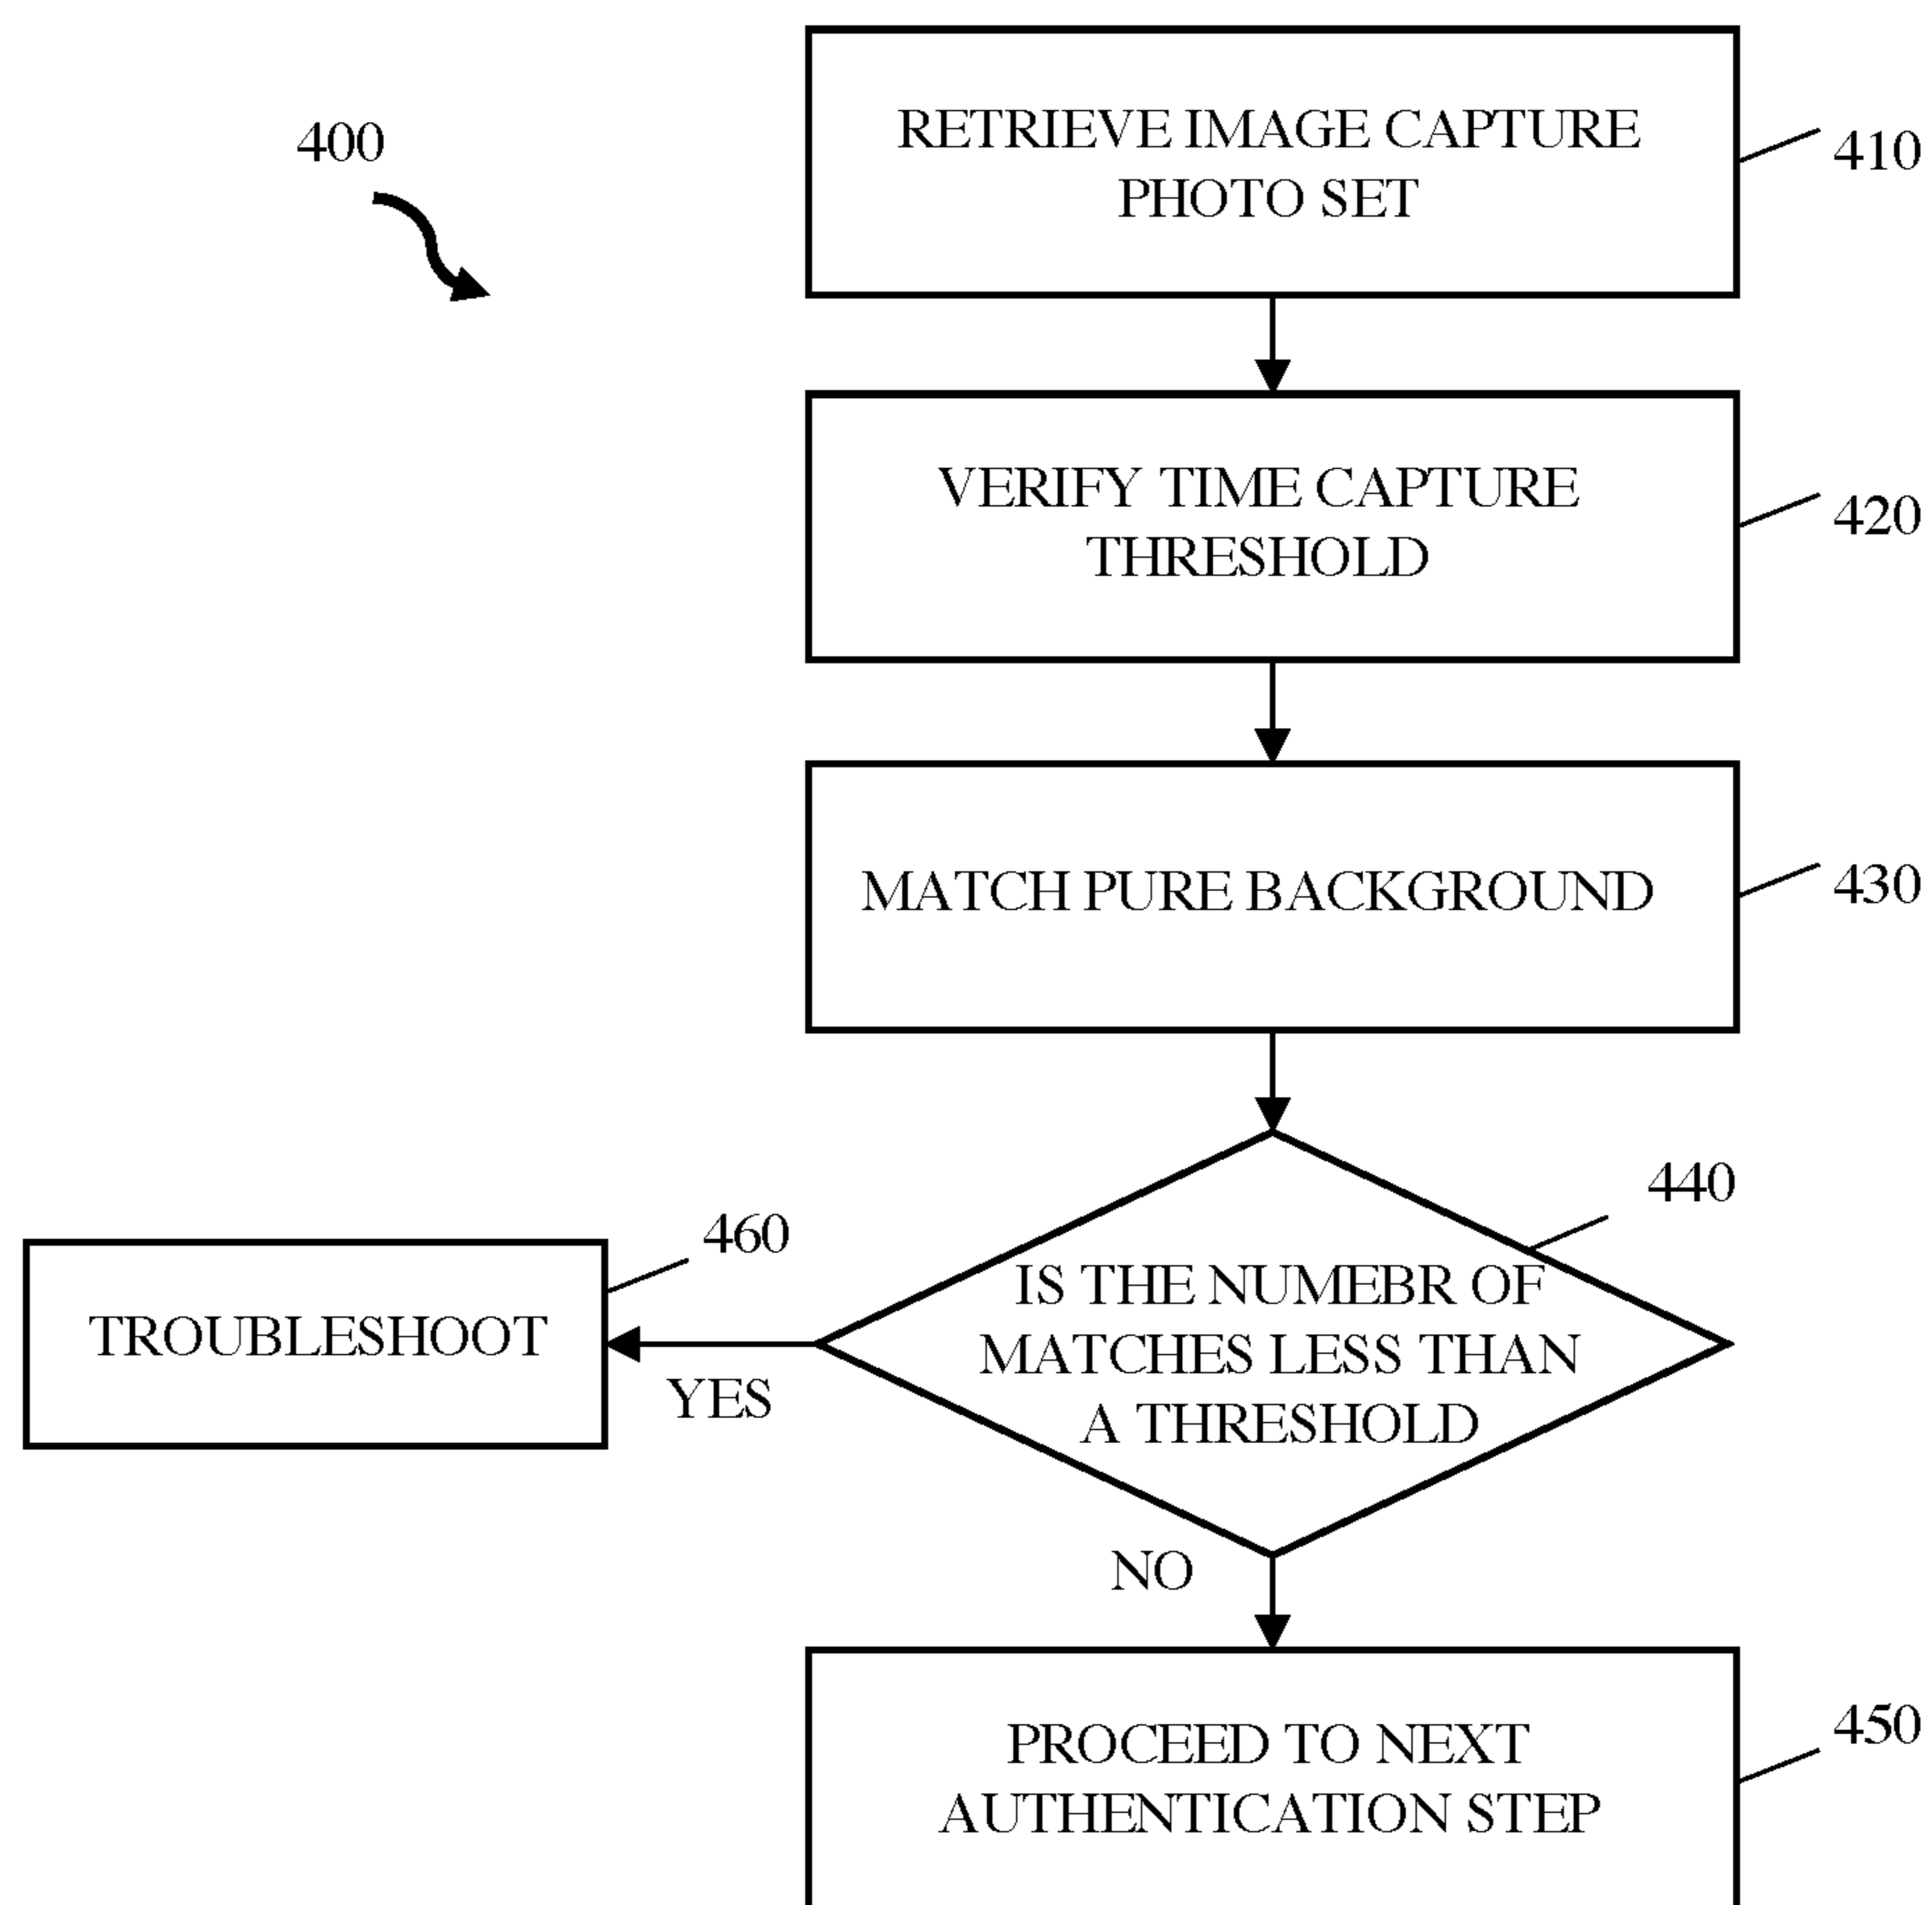 400
RETRIEVE IMAGE CAPTURE
PHOTO SET
410
VERIFY TIME CAPTURE
THRESHOLD
420
MATCH PURE BACKGROUND
430
440
IS THE NUMEBR OF
MATCHES LESS THAN
A THRESHOLD
460
TROUBLESHOOT
YES
NO
PROCEED TO NEXT
AUTHENTICATION STEP
450